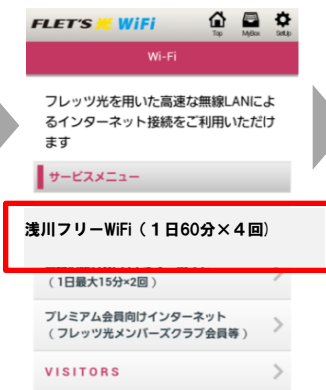 FLET'S 光 WiFi
Top MyBox SetUp
Wi-Fi
フレッツ光を用いた高速な無線LANによ
るインターネット接続をご利用いただけ
ます
サービスメニュー
浅川フリーWiFi（１日60分×４回)
（1日最大15分×2回）
プレミアム会員向けインターネット
（フレッツ光メンバーズクラブ会員等）
VISITORS